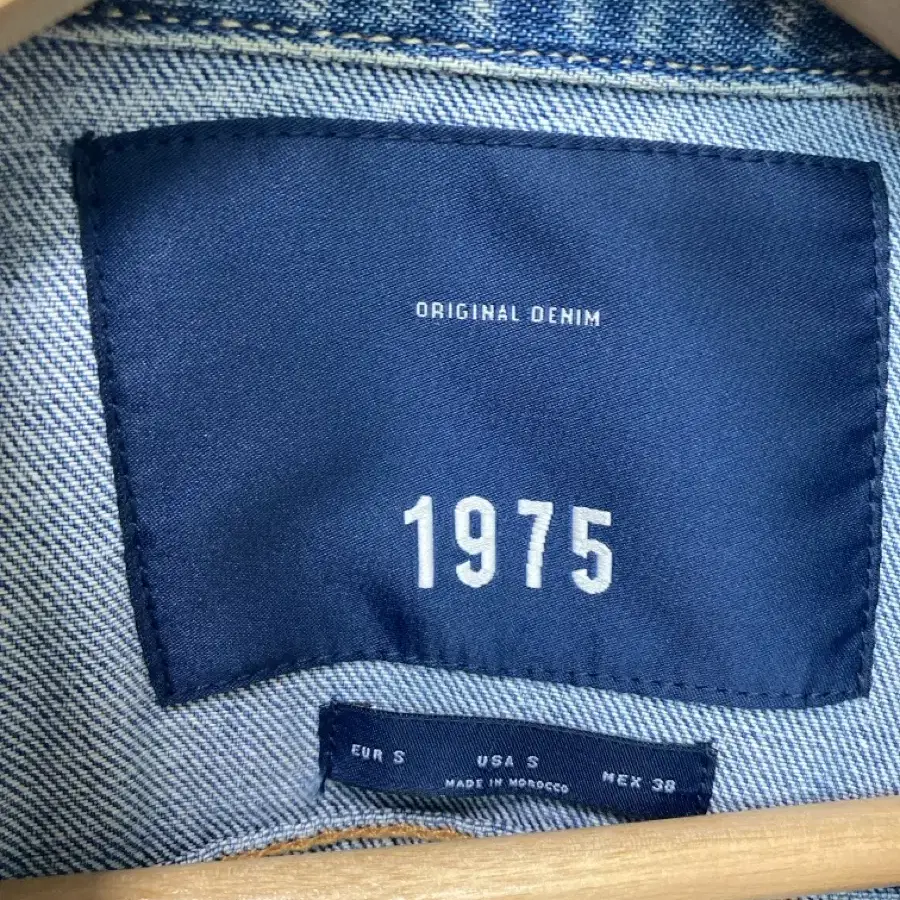 ORIGINAL DENIM
1975
EUR S USA S MEX 38
MADE IN MOROCCO